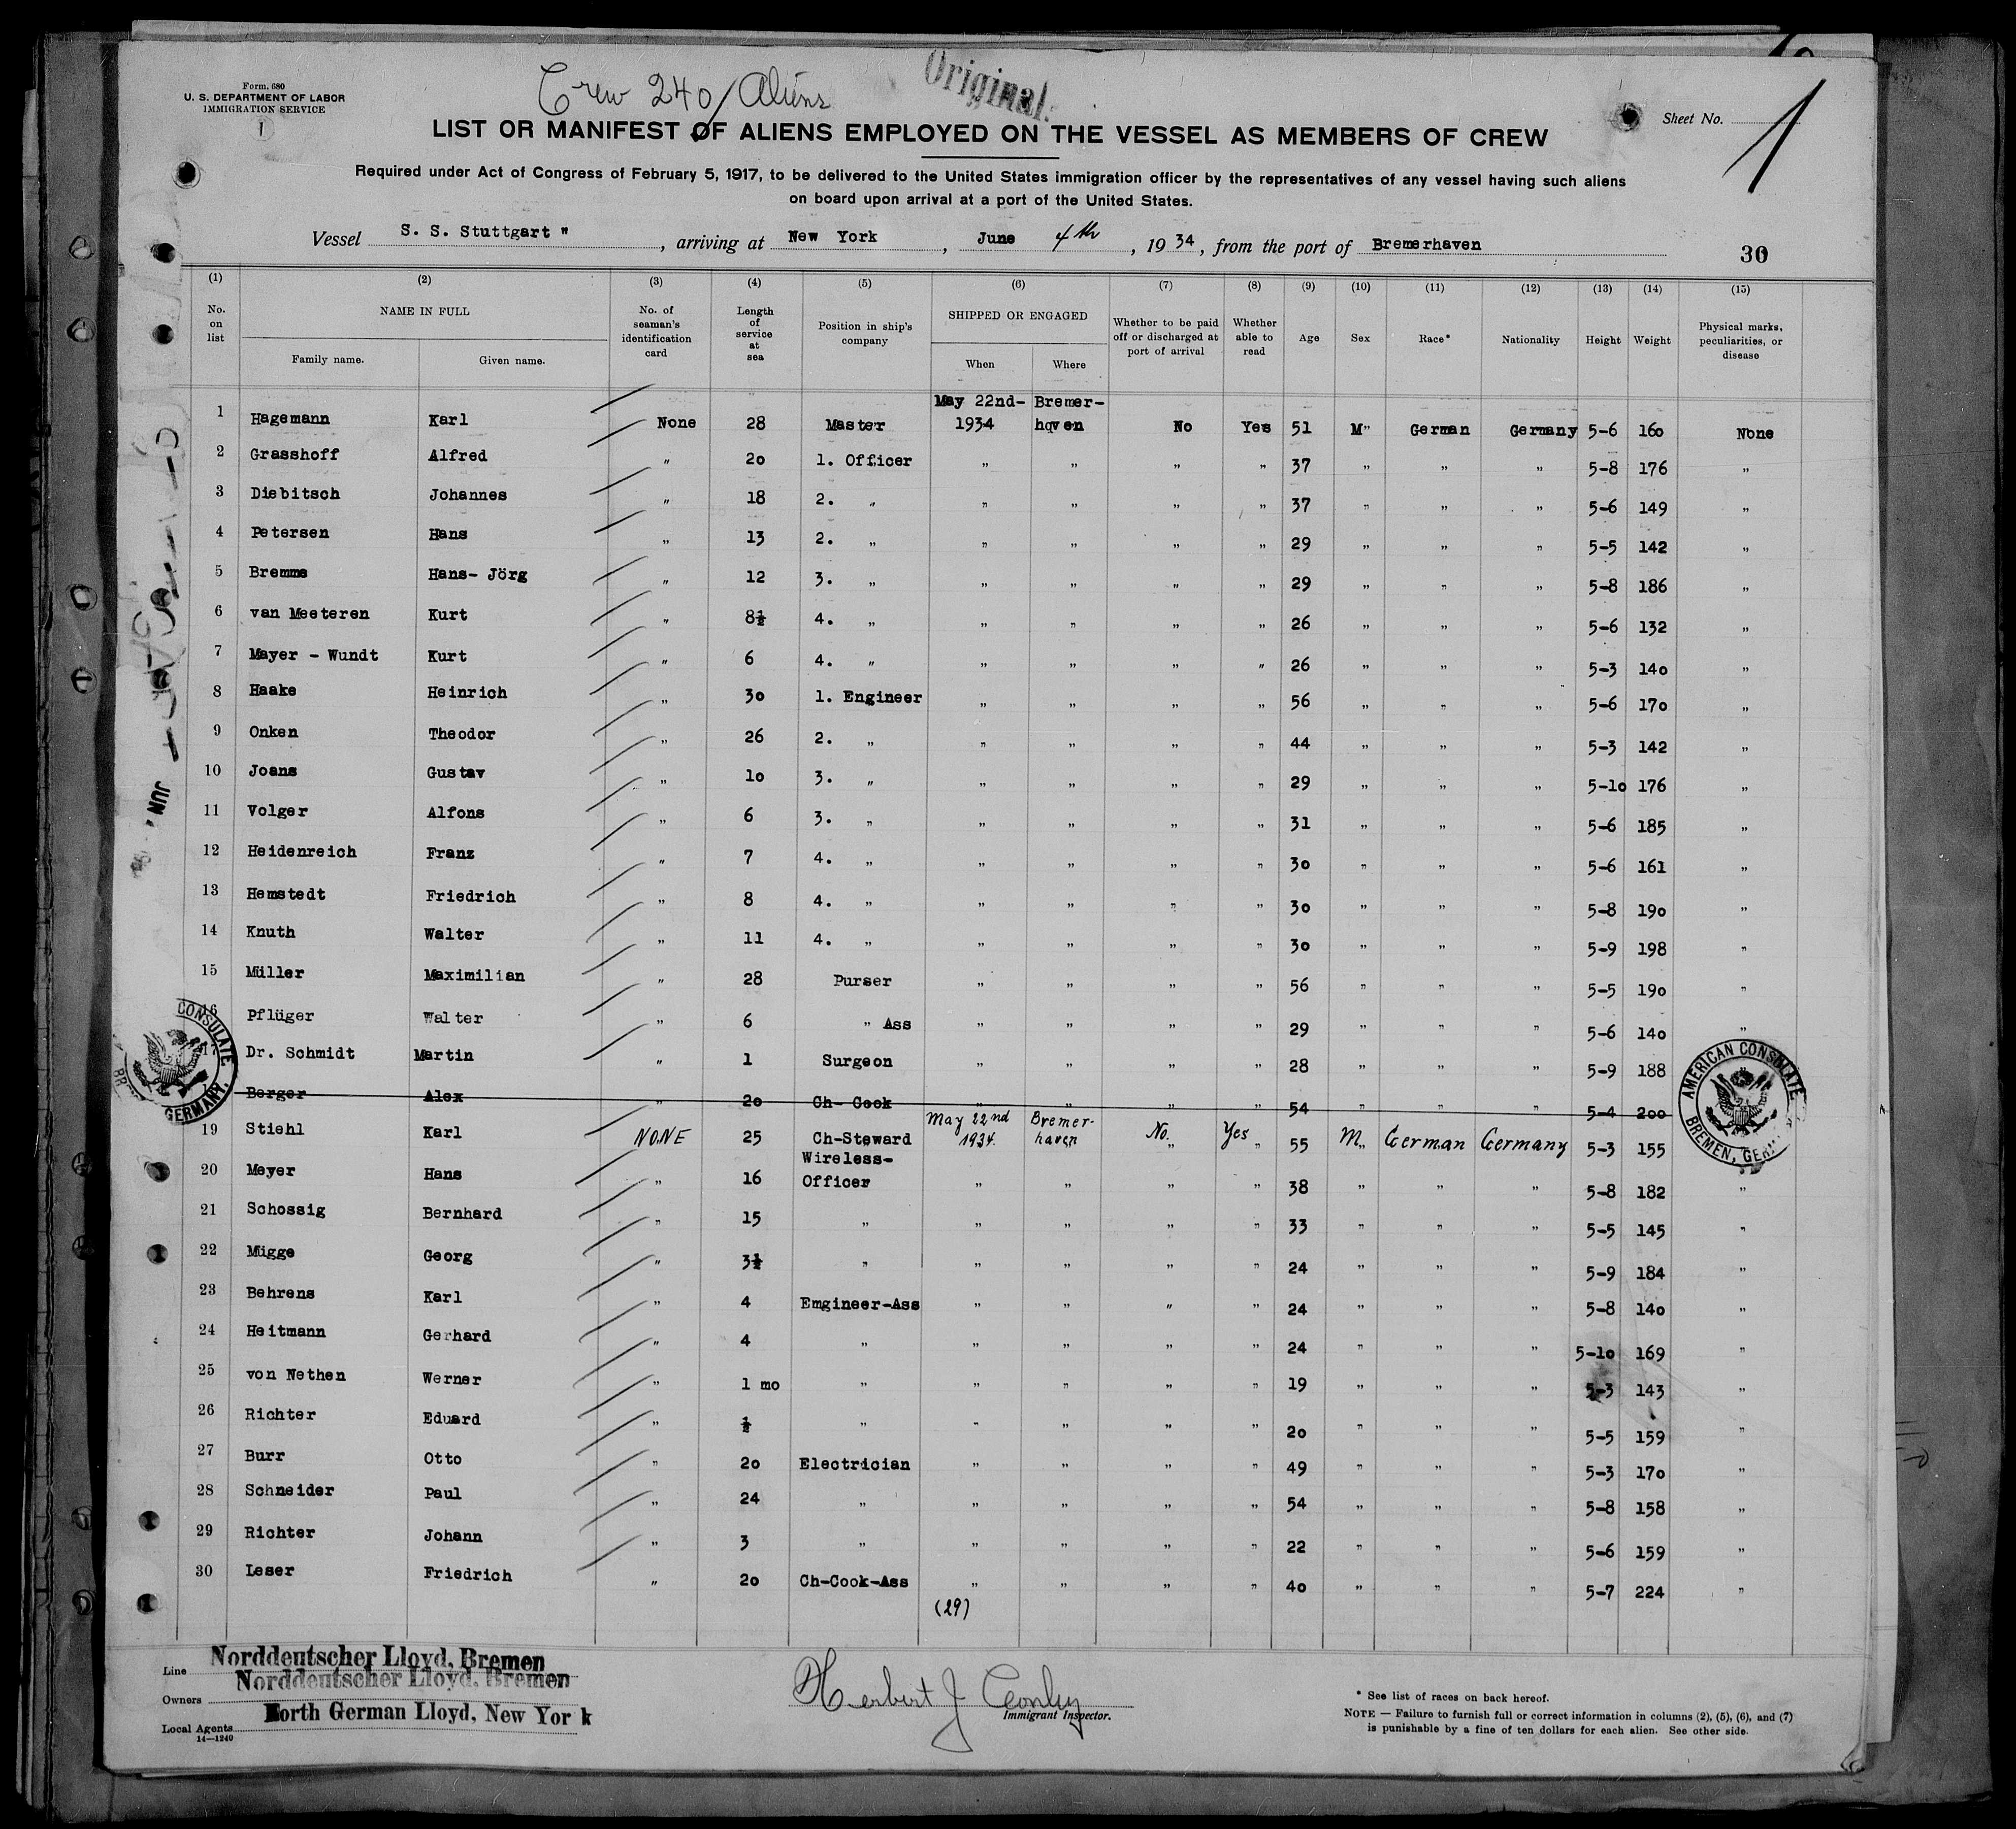 Form. 680
U. S. DEPARTMENT OF LABOR
IMMIGRATION SERVICE
1
Crew 240 Aliens
Original.
Sheet No. 1
LIST OR MANIFEST OF ALIENS EMPLOYED ON THE VESSEL AS MEMBERS OF CREW
Required under Act of Congress of February 5, 1917, to be delivered to the United States immigration officer by the representatives of any vessel having such aliens
on board upon arrival at a port of the United States.
Vessel S. S. Stuttgart " , arriving at New York , June 4th , 19 34 , from the port of Bremerhaven
30
(1) (2) (3) (4) (5) (6) (7) (8) (9) (10) (11) (12) (13) (14) (15)
No. on list NAME IN FULL Family name. Given name. No. of seaman's identification card Length of service at sea Position in ship's company SHIPPED OR ENGAGED When Where Whether to be paid off or discharged at port of arrival Whether able to read Age Sex Race* Nationality Height Weight Physical marks, peculiarities, or disease
May 22nd- Bremer-
1 Hagemann Karl None 28 Master 1934 haven No Yes 51 M" German Germany 5-6 160 None
2 Grasshoff Alfred " 20 1. Officer " " " " 37 " " " 5-8 176 "
3 Diebitsch Johannes " 18 2. " " " " " 37 " " " 5-6 149 "
4 Petersen Hans " 13 2. " " " " " 29 " " " 5-5 142 "
5 Bremme Hans- Jörg " 12 3. " " " " " 29 " " " 5-8 186 "
6 van Meeteren Kurt " 8½ 4. " " " " " 26 " " " 5-6 132 "
7 Mayer - Wundt Kurt " 6 4. " " " " " 26 " " " 5-3 140 "
8 Haake Heinrich " 30 1. Engineer " " " " 56 " " " 5-6 170 "
9 Onken Theodor " 26 2. " " " " " 44 " " " 5-3 142 "
10 Joans Gustav " 10 3. " " " " " 29 " " " 5-10 176 "
11 Volger Alfons " 6 3. " " " " " 31 " " " 5-6 185 "
12 Heidenreich Franz " 7 4. " " " " " 30 " " " 5-6 161 "
13 Hemstedt Friedrich " 8 4. " " " " " 30 " " " 5-8 190 "
14 Knuth Walter " 11 4. " " " " " 30 " " " 5-9 198 "
15 Müller Maximilian " 28 Purser " " " " 56 " " " 5-5 190 "
16 Pflüger Walter " 6 " Ass " " " " 29 " " " 5-6 140 "
17 Dr. Schmidt Martin " 1 Surgeon " " " " 28 " " " 5-9 188
Berger Alex " 20 Ch- Cook " " " " 54 " " " 5-4 200
May 22nd Bremer-
19 Stiehl Karl NONE 25 Ch-Steward 1934. haven No. " Yes " 55 M. " German Germany 5-3 155
Wireless-
20 Meyer Hans " 16 Officer " " " " 38 " " " 5-8 182 "
21 Schossig Bernhard " 15 " " " " " 33 " " " 5-5 145 "
22 Mügge Georg " 3½ " " " " " 24 " " " 5-9 184 "
23 Behrens Karl " 4 Emgineer-Ass " " " " 24 " " " 5-8 140 "
24 Heitmann Gerhard " 4 " " " " " 24 " " " 5-10 169 "
25 von Nethen Werner " 1 mo " " " " " 19 " " " 5-3 143 "
26 Richter Eduard " ½ " " " " " 20 " " " 5-5 159 "
27 Burr Otto " 20 Electrician " " " " 49 " " " 5-3 170 "
28 Schneider Paul " 24 " " " " " 54 " " " 5-8 158 "
29 Richter Johann " 3 " " " " " 22 " " " 5-6 159 "
30 Leser Friedrich " 20 Ch-Cook-Ass " " " " 40 " " " 5-7 224 "
(29)
CONSULATE
GERMANY.
AMERICAN CONSULATE
BREMEN, GERM
JUN
Line Norddeutscher Lloyd, Bremen
Owners Norddeutscher Lloyd, Bremen
Local Agents North German Lloyd, New York
14—1240
Herbert J Conley
Immigrant Inspector.
* See list of races on back hereof.
NOTE — Failure to furnish full or correct information in columns (2), (5), (6), and (7)
is punishable by a fine of ten dollars for each alien. See other side.